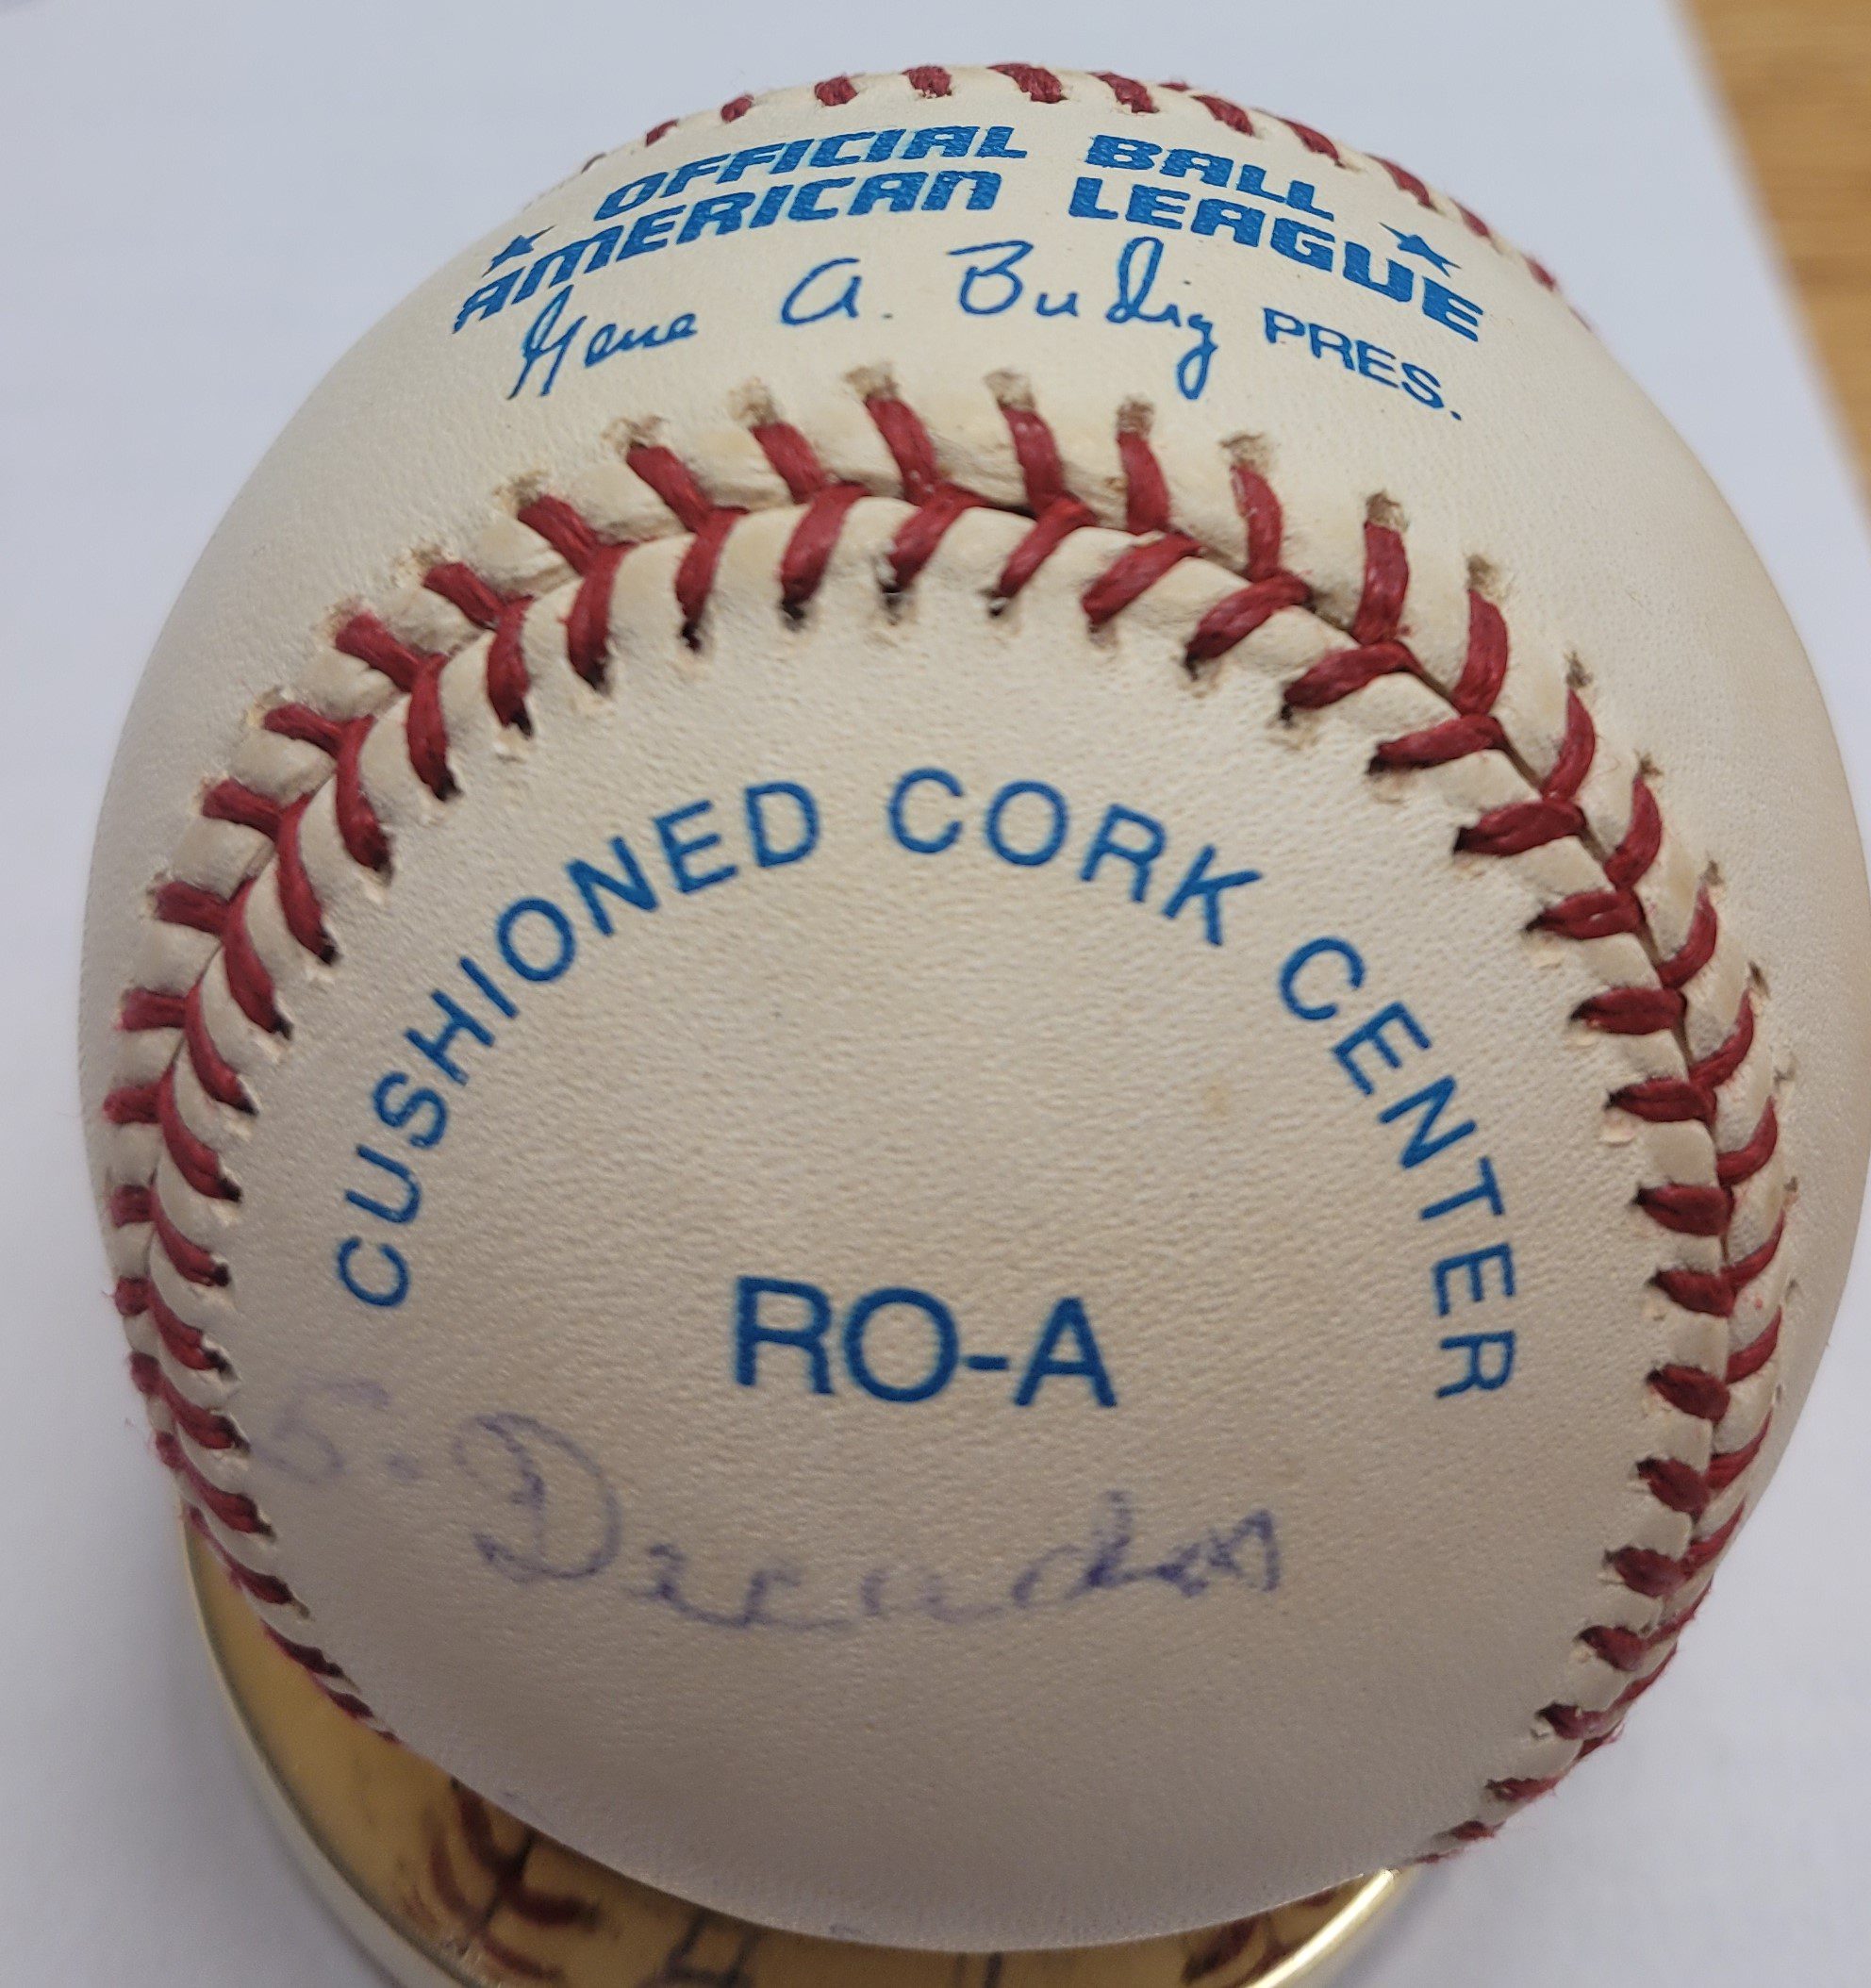 OFFICIAL BALL
AMERICAN LEAGUE
Gene A. Budig PRES.
CUSHIONED CORK CENTER
RO-A